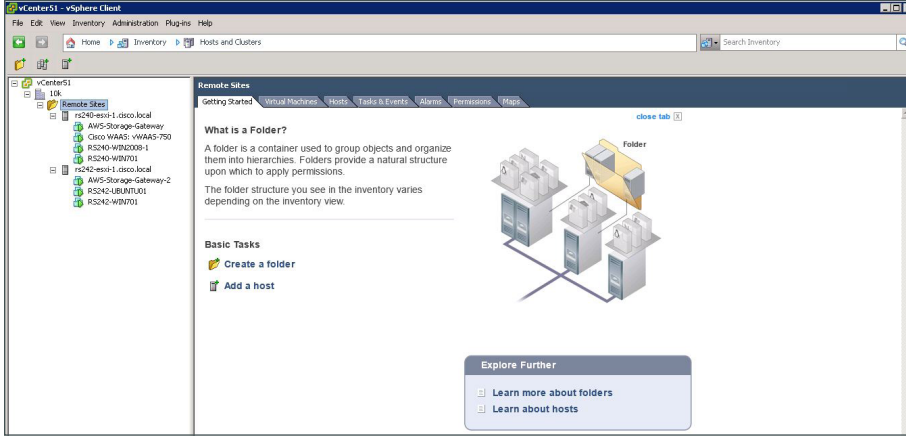 vCenter51 - vSphere Client
File Edit View Inventory Administration Plug-ins Help
Home Inventory Hosts and Clusters
Search Inventory
vCenter51
10k
Remote Sites
rs240-esxi-1.cisco.local
AWS-Storage-Gateway
Cisco WAAS: vWAAS-750
RS240-WIN2008-1
RS240-WIN701
rs242-esxi-1.cisco.local
AWS-Storage-Gateway-2
RS242-UBUNTU01
RS242-WIN701
Remote Sites
Getting Started Virtual Machines Hosts Tasks & Events Alarms Permissions Maps
close tab X
What is a Folder?
A folder is a container used to group objects and organize
them into hierarchies. Folders provide a natural structure
upon which to apply permissions.
The folder structure you see in the inventory varies
depending on the inventory view.
Basic Tasks
Create a folder
Add a host
Folder
Explore Further
Learn more about folders
Learn about hosts